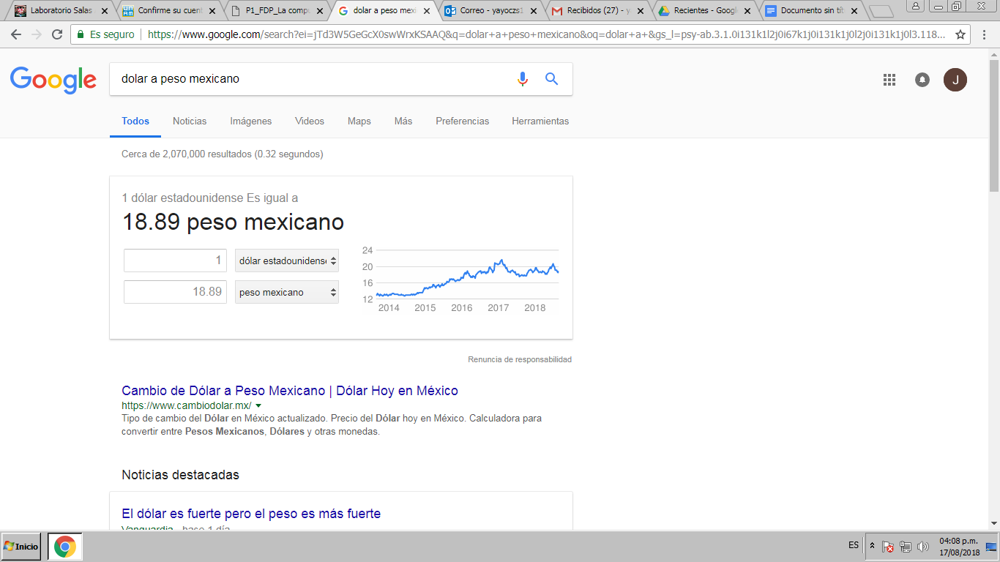 Laboratorio Salas
Confirme su cuen
P1_FDP_La compu
dolar a peso mexi
Correo - yayoczs1
Recibidos (27) - y
Recientes - Googl
Documento sin tít
Es seguro
https://www.google.com/search?ei=jTd3W5GeGcX0swWrxKSAAQ&q=dolar+a+peso+mexicano&oq=dolar+a+&gs_l=psy-ab.3.1.0i131k1l2j0i67k1j0i131k1j0l2j0i131k1j0l3.118...
Google
dolar a peso mexicano
J
Todos
Noticias
Imágenes
Videos
Maps
Más
Preferencias
Herramientas
Cerca de 2,070,000 resultados (0.32 segundos)
1 dólar estadounidense Es igual a
18.89 peso mexicano
1
dólar estadounidense
18.89
peso mexicano
24
20
16
12
2014
2015
2016
2017
2018
Renuncia de responsabilidad
Cambio de Dólar a Peso Mexicano | Dólar Hoy en México
https://www.cambiodolar.mx/
Tipo de cambio del Dólar en México actualizado. Precio del Dólar hoy en México. Calculadora para
convertir entre Pesos Mexicanos, Dólares y otras monedas.
Noticias destacadas
El dólar es fuerte pero el peso es más fuerte
Vanguardia - hace 1 día
Inicio
ES
04:08 p.m.
17/08/2018